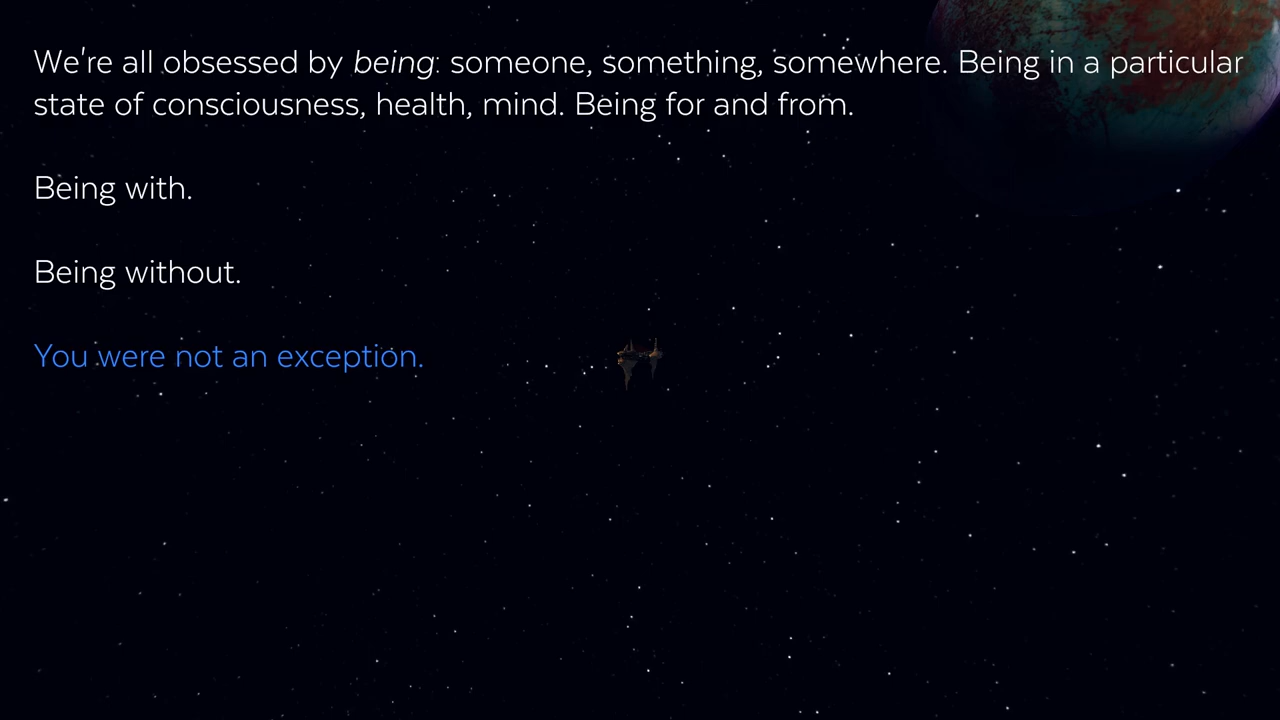 We're all obsessed by being: someone, something, somewhere. Being in a particular
state of consciousness, health, mind. Being for and from.
Being with.
Being without.
You were not an exception.